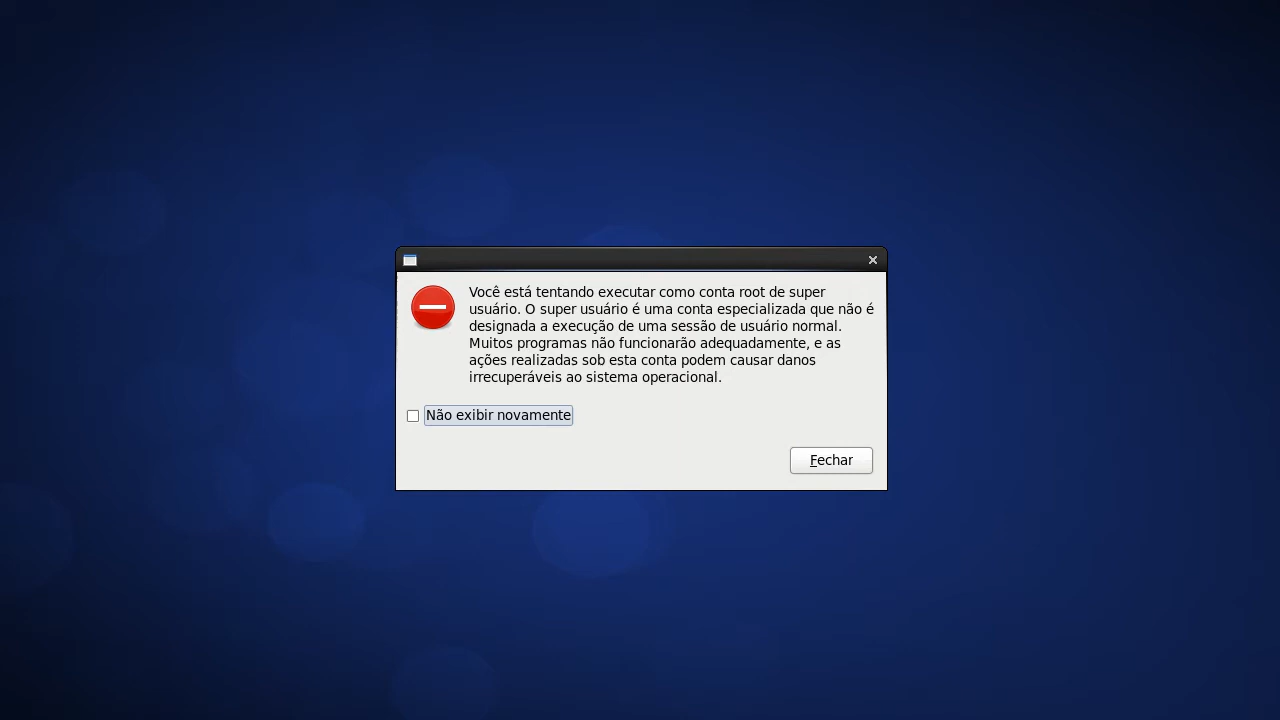 Você está tentando executar como conta root de super
usuário. O super usuário é uma conta especializada que não é
designada a execução de uma sessão de usuário normal.
Muitos programas não funcionarão adequadamente, e as
ações realizadas sob esta conta podem causar danos
irrecuperáveis ao sistema operacional.
Não exibir novamente
Fechar